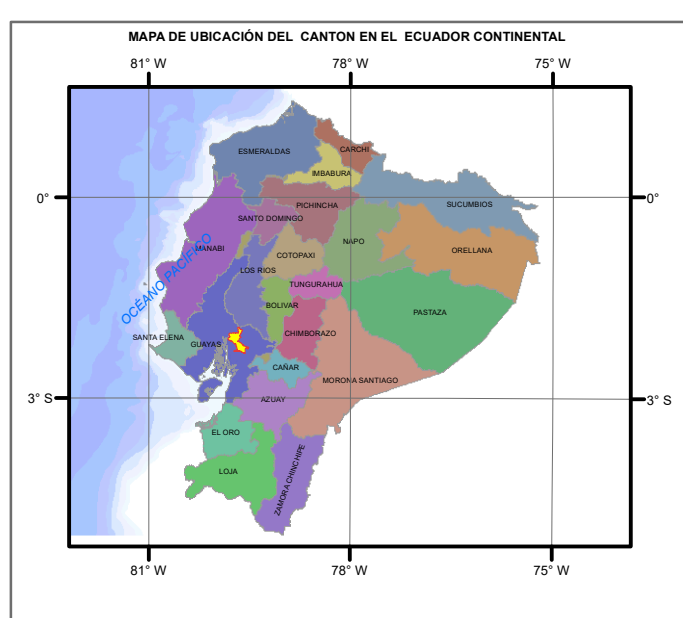 MAPA DE UBICACIÓN DEL CANTON EN EL ECUADOR CONTINENTAL
81° W
78° W
75° W
ESMERALDAS
CARCHI
IMBABURA
0°
0°
SUCUMBIOS
PICHINCHA
SANTO DOMINGO
NAPO
MANABI
ORELLANA
COTOPAXI
OCÉANO PACÍFICO
LOS RIOS
TUNGURAHUA
BOLIVAR
PASTAZA
SANTA ELENA
GUAYAS
CHIMBORAZO
CAÑAR
MORONA SANTIAGO
3° S
3° S
AZUAY
EL ORO
LOJA
ZAMORA CHINCHIPE
81° W
78° W
75° W